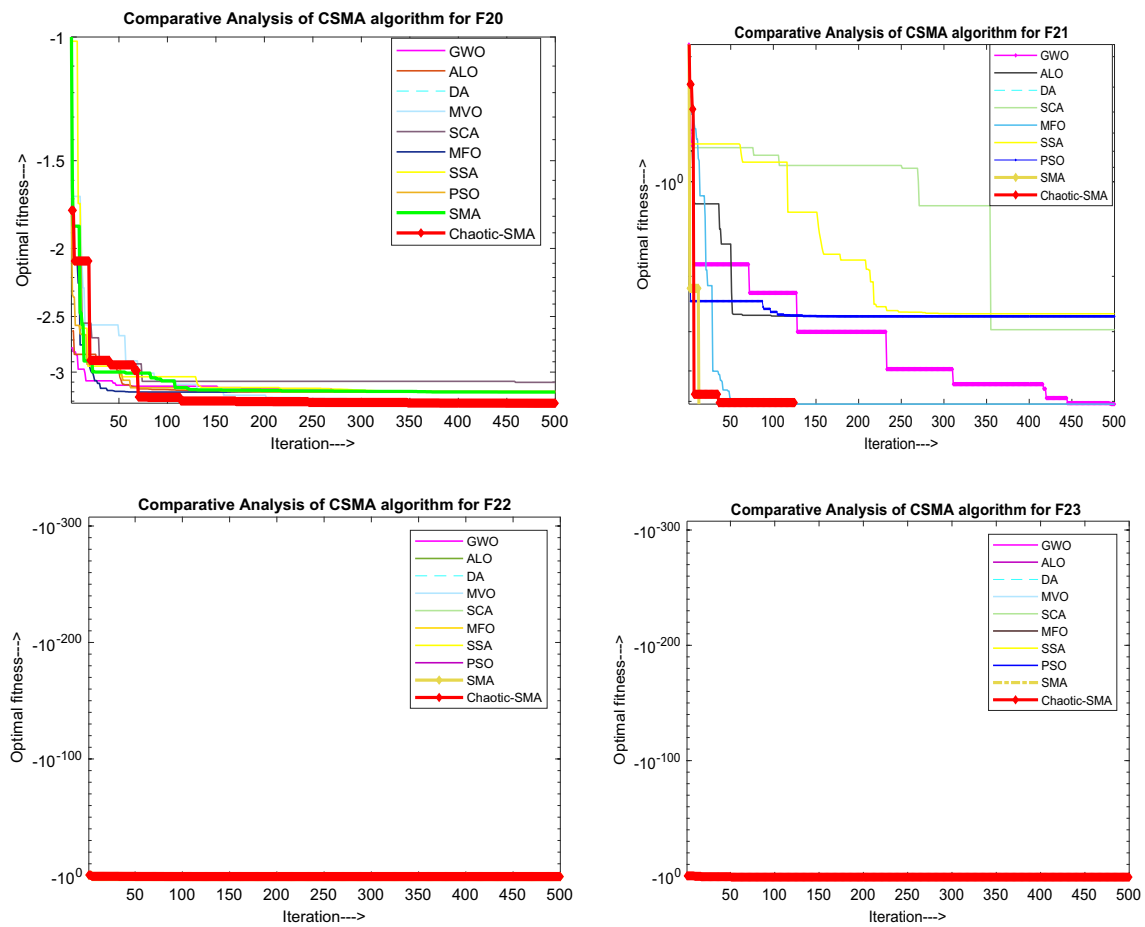 Comparative Analysis of CSMA algorithm for F20
-1
-1.5
-2
-2.5
-3
Optimal fitness--->
50 100 150 200 250 300 350 400 450 500
Iteration--->
GWO
ALO
DA
MVO
SCA
MFO
SSA
PSO
SMA
Chaotic-SMA
Comparative Analysis of CSMA algorithm for F21
-10^0
Optimal fitness--->
50 100 150 200 250 300 350 400 450 500
Iteration--->
GWO
ALO
DA
SCA
MFO
SSA
PSO
SMA
Chaotic-SMA
Comparative Analysis of CSMA algorithm for F22
-10^-300
-10^-200
-10^-100
-10^0
Optimal fitness--->
50 100 150 200 250 300 350 400 450 500
Iteration--->
GWO
ALO
DA
MVO
SCA
MFO
SSA
PSO
SMA
Chaotic-SMA
Comparative Analysis of CSMA algorithm for F23
-10^-300
-10^-200
-10^-100
-10^0
Optimal fitness--->
50 100 150 200 250 300 350 400 450 500
Iteration--->
GWO
ALO
DA
MVO
SCA
MFO
SSA
PSO
SMA
Chaotic-SMA